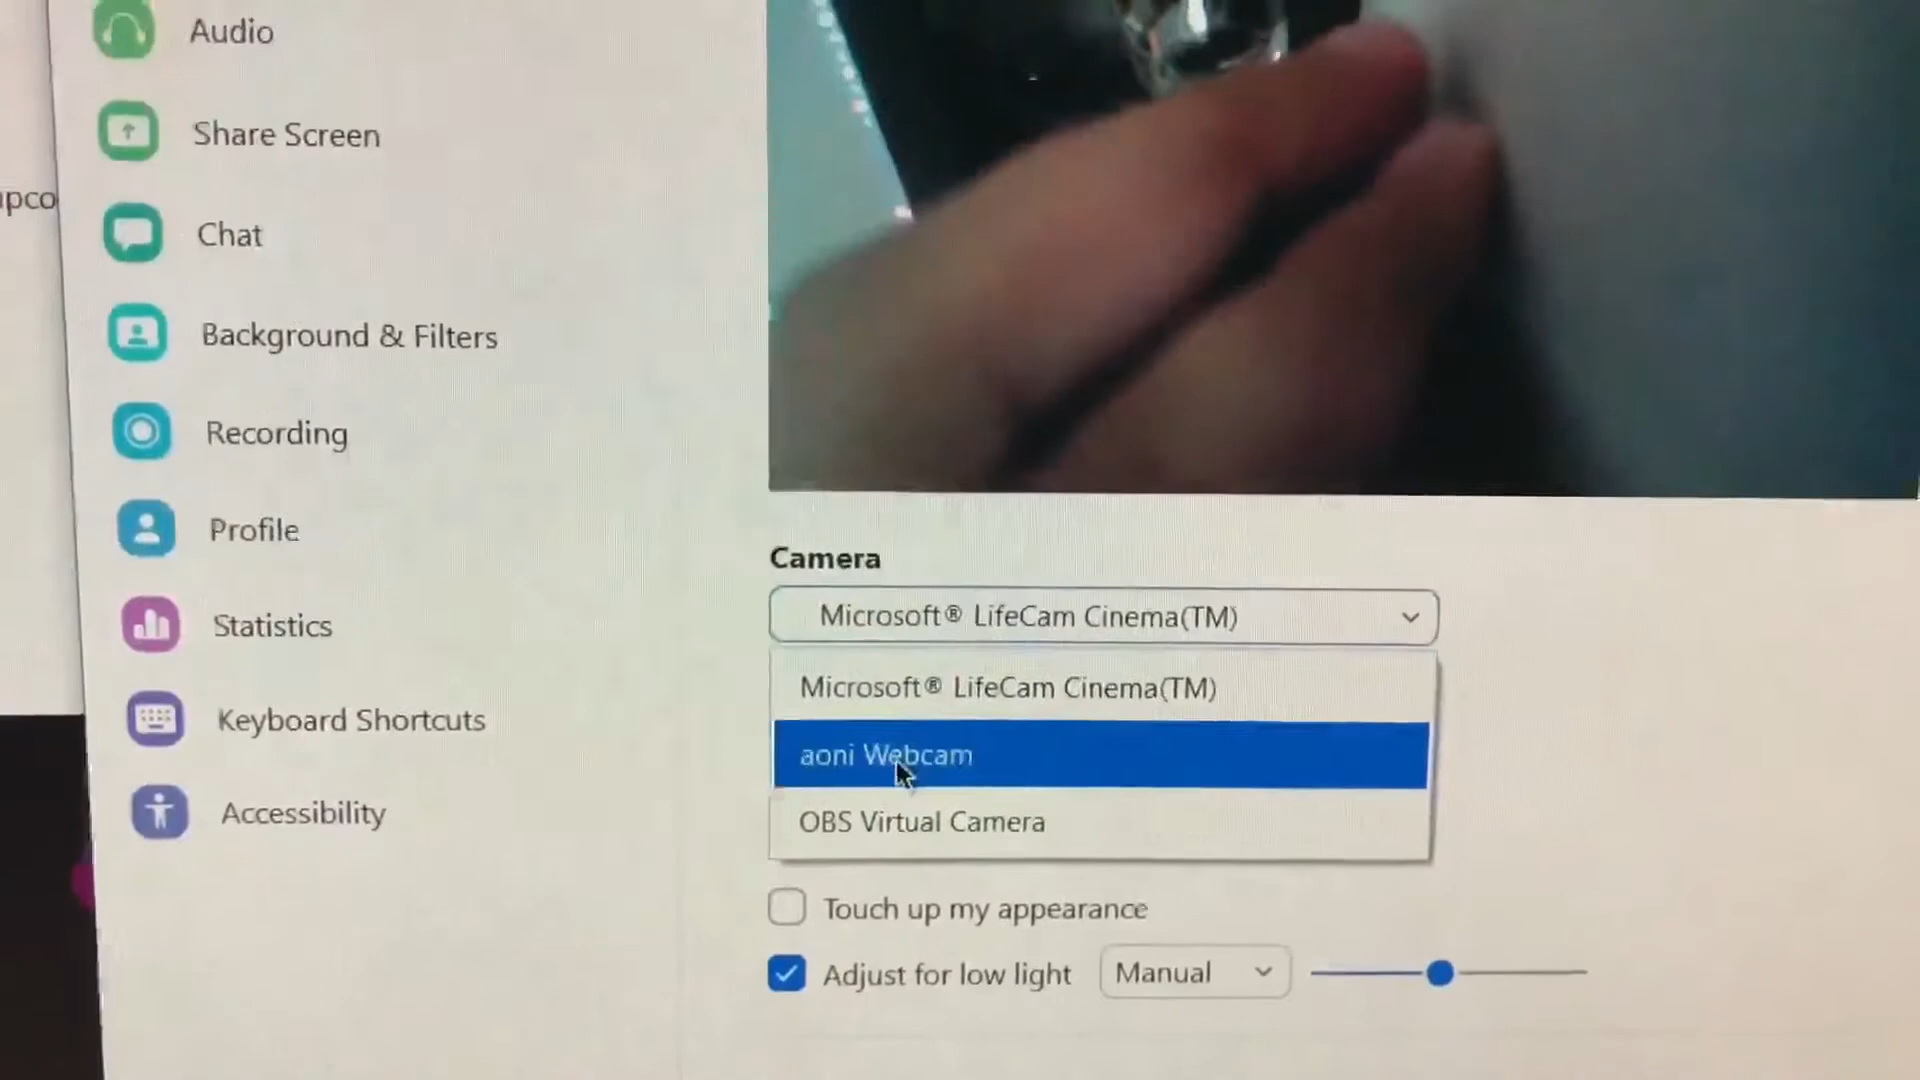 Audio
Share Screen
upco
Chat
Background & Filters
Recording
Profile
Statistics
Keyboard Shortcuts
Accessibility
Camera
Microsoft® LifeCam Cinema(TM)
Microsoft® LifeCam Cinema(TM)
aoni Webcam
OBS Virtual Camera
Touch up my appearance
Adjust for low light Manual